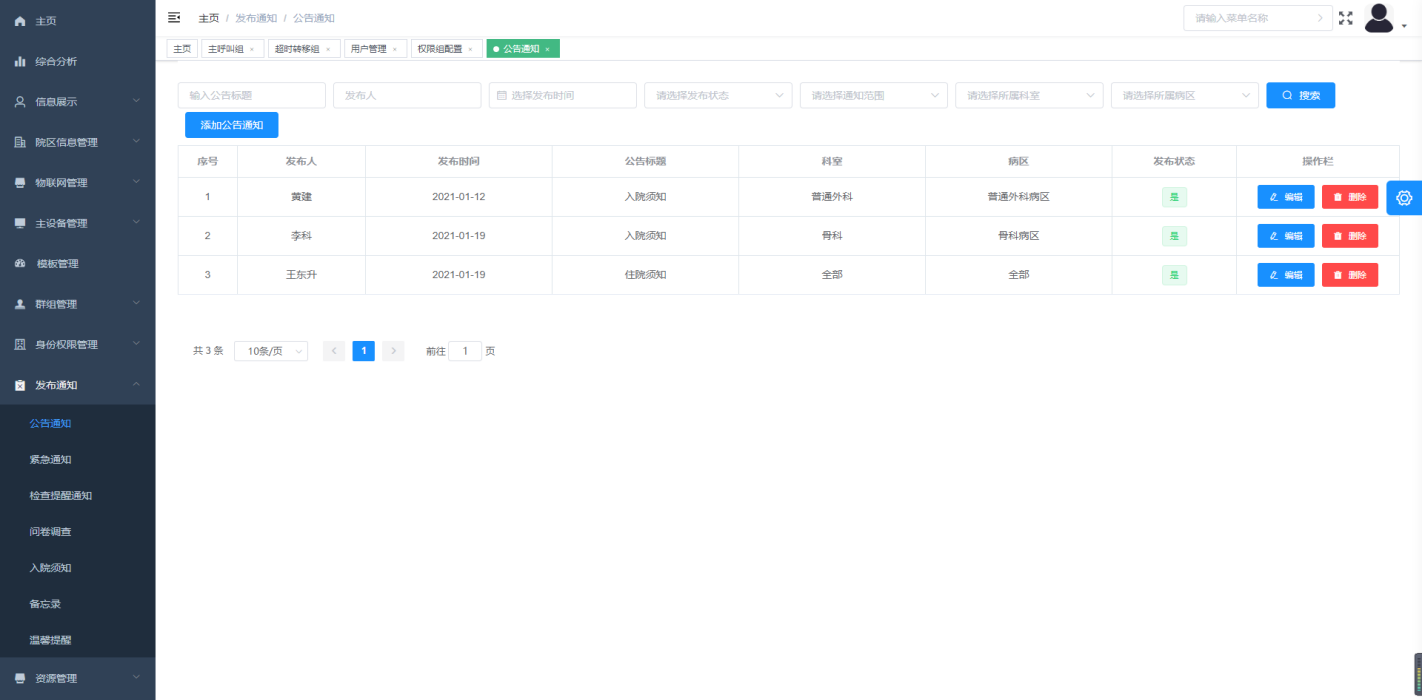 主页
综合分析
信息展示
院区信息管理
物联网管理
主设备管理
模板管理
群组管理
身份权限管理
发布通知
公告通知
紧急通知
检查提醒通知
问卷调查
入院须知
备忘录
温馨提醒
资源管理
主页 / 发布通知 / 公告通知
请输入菜单名称
主页 主呼叫组 × 超时转移组 × 用户管理 × 权限组配置 × 公告通知 ×
输入公告标题 发布人 选择发布时间 请选择发布状态 请选择通知范围 请选择所属科室 请选择所属病区 搜索
添加公告通知
序号 发布人 发布时间 公告标题 科室 病区 发布状态 操作栏
1 黄建 2021-01-12 入院须知 普通外科 普通外科病区 是 编辑 删除
2 李科 2021-01-19 入院须知 骨科 骨科病区 是 编辑 删除
3 王东升 2021-01-19 住院须知 全部 全部 是 编辑 删除
共 3 条 10条/页 1 前往 1 页